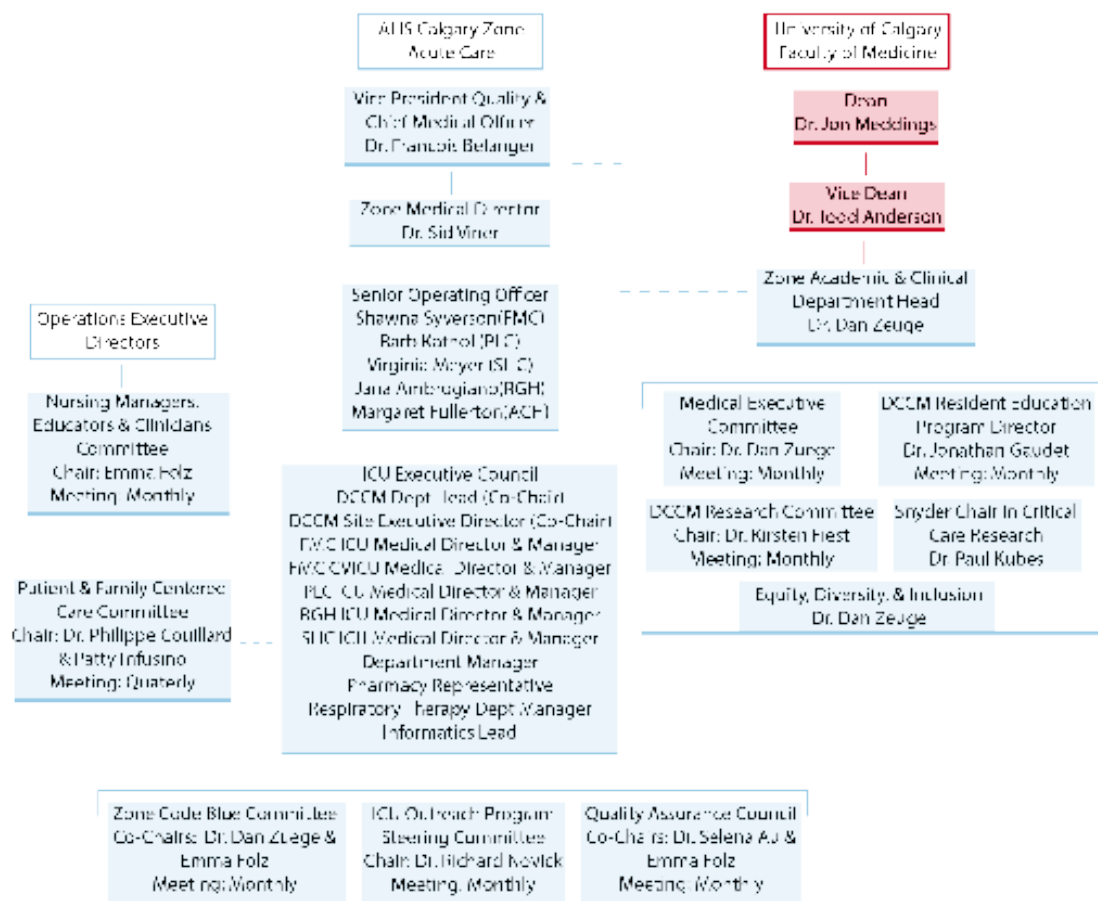 AHS Calgary Zone
Acute Care
University of Calgary
Faculty of Medicine
Vice President Quality &
Chief Medical Officer
Dr. Francois Belanger
Dean
Dr. Jon Meddings
Zone Medical Director
Dr. Sid Viner
Vice Dean
Dr. Todd Anderson
Senior Operating Officer
Shawna Syverson(FMC)
Barb Kathol (PLC)
Virginia Meyer (SHC)
Jana Ambrogiano(RGH)
Margaret Fullerton(ACH)
Zone Academic & Clinical
Department Head
Dr. Dan Zeuge
Operations Executive
Directors
Nursing Managers,
Educators & Clinicians
Committee
Chair: Emma Folz
Meeting: Monthly
Medical Executive
Committee
Chair: Dr. Dan Zuege
Meeting: Monthly
DCCM Resident Education
Program Director
Dr. Jonathan Gaudet
Meeting: Monthly
DCCM Research Committee
Chair: Dr. Kirsten Fiest
Meeting: Monthly
Snyder Chair in Critical
Care Research
Dr. Paul Kubes
Equity, Diversity, & Inclusion
Dr. Dan Zeuge
Patient & Family Centered
Care Committee
Chair: Dr. Philippe Couillard
& Patty Infusino
Meeting: Quaterly
ICU Executive Council
DCCM Dept Head (Co-Chair)
DCCM Site Executive Director (Co-Chair)
FMC ICU Medical Director & Manager
FMC CVICU Medical Director & Manager
PLC ICU Medical Director & Manager
RGH ICU Medical Director & Manager
SHC ICU Medical Director & Manager
Department Manager
Pharmacy Representative
Respiratory Therapy Dept Manager
Informatics Lead
Zone Code Blue Committee
Co-Chairs: Dr. Dan Zuege &
Emma Folz
Meeting: Monthly
ICU Outreach Program
Steering Committee
Chair: Dr. Richard Novick
Meeting: Monthly
Quality Assurance Council
Co-Chairs: Dr. Selena Au &
Emma Folz
Meeting: Monthly